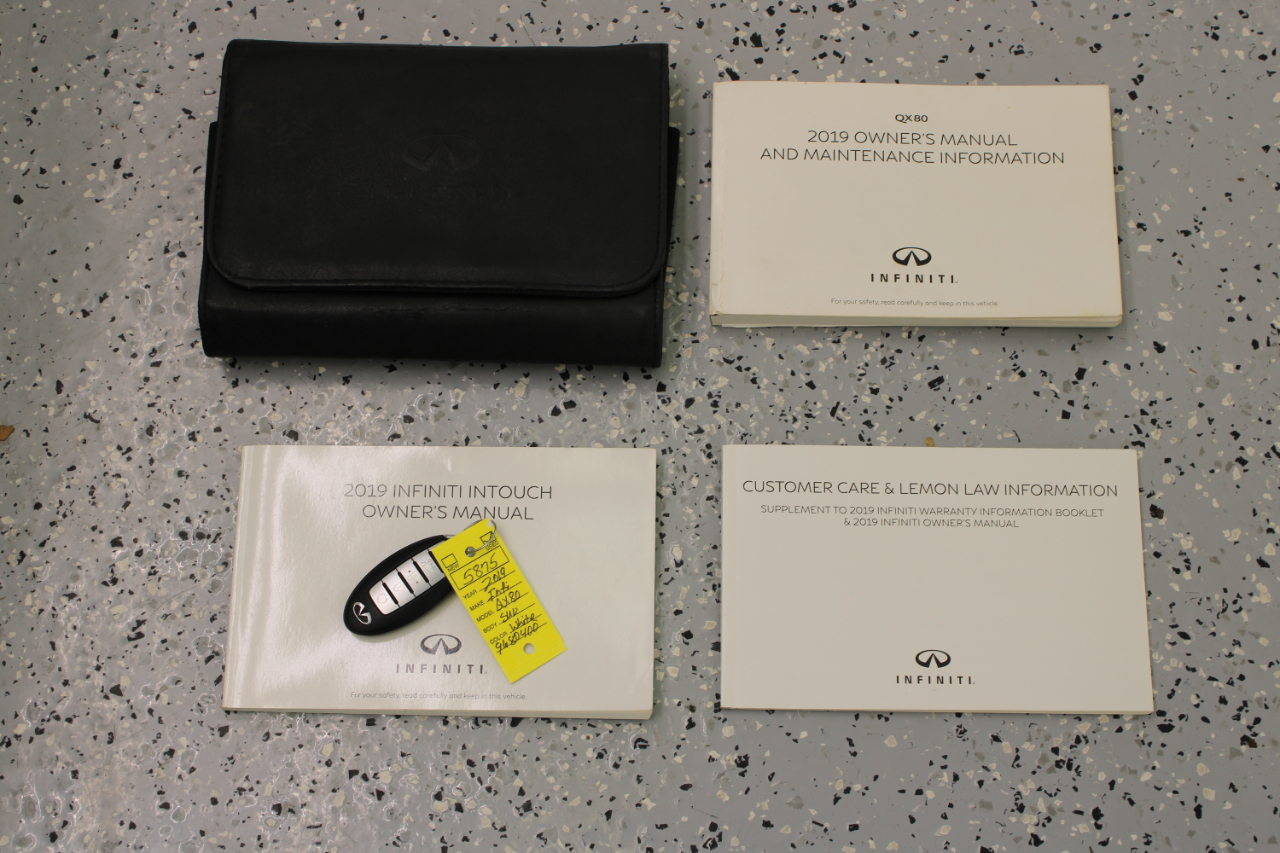 QX80
2019 OWNER'S MANUAL
AND MAINTENANCE INFORMATION
INFINITI
For your safety, read carefully and keep in this vehicle.
2019 INFINITI INTOUCH
OWNER'S MANUAL
INFINITI
For your safety, read carefully and keep in this vehicle.
5875
YEAR 2019
MAKE Infi
MODEL QX80
BODY SUV
COLOR White
CUSTOMER CARE & LEMON LAW INFORMATION
SUPPLEMENT TO 2019 INFINITI WARRANTY INFORMATION BOOKLET
& 2019 INFINITI OWNER'S MANUAL
INFINITI